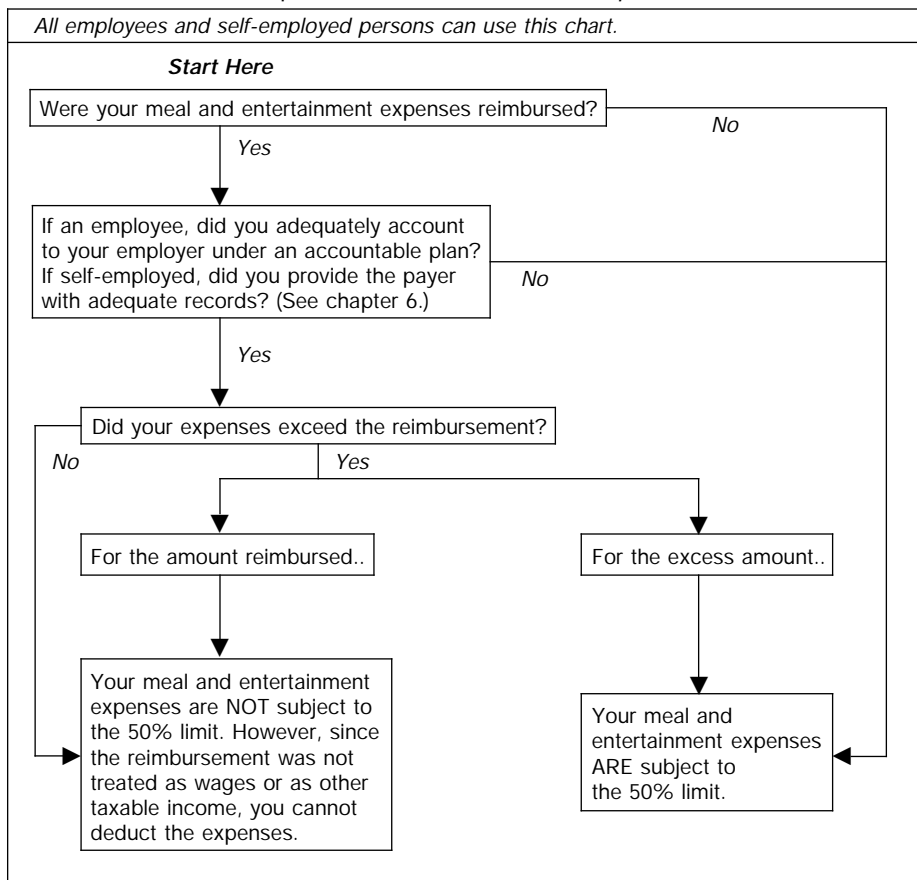 All employees and self-employed persons can use this chart.
Start Here
Were your meal and entertainment expenses reimbursed?
No
Yes
If an employee, did you adequately account
to your employer under an accountable plan?
If self-employed, did you provide the payer
with adequate records? (See chapter 6.)
No
Yes
Did your expenses exceed the reimbursement?
No
Yes
For the amount reimbursed..
For the excess amount..
Your meal and entertainment
expenses are NOT subject to
the 50% limit. However, since
the reimbursement was not
treated as wages or as other
taxable income, you cannot
deduct the expenses.
Your meal and
entertainment expenses
ARE subject to
the 50% limit.